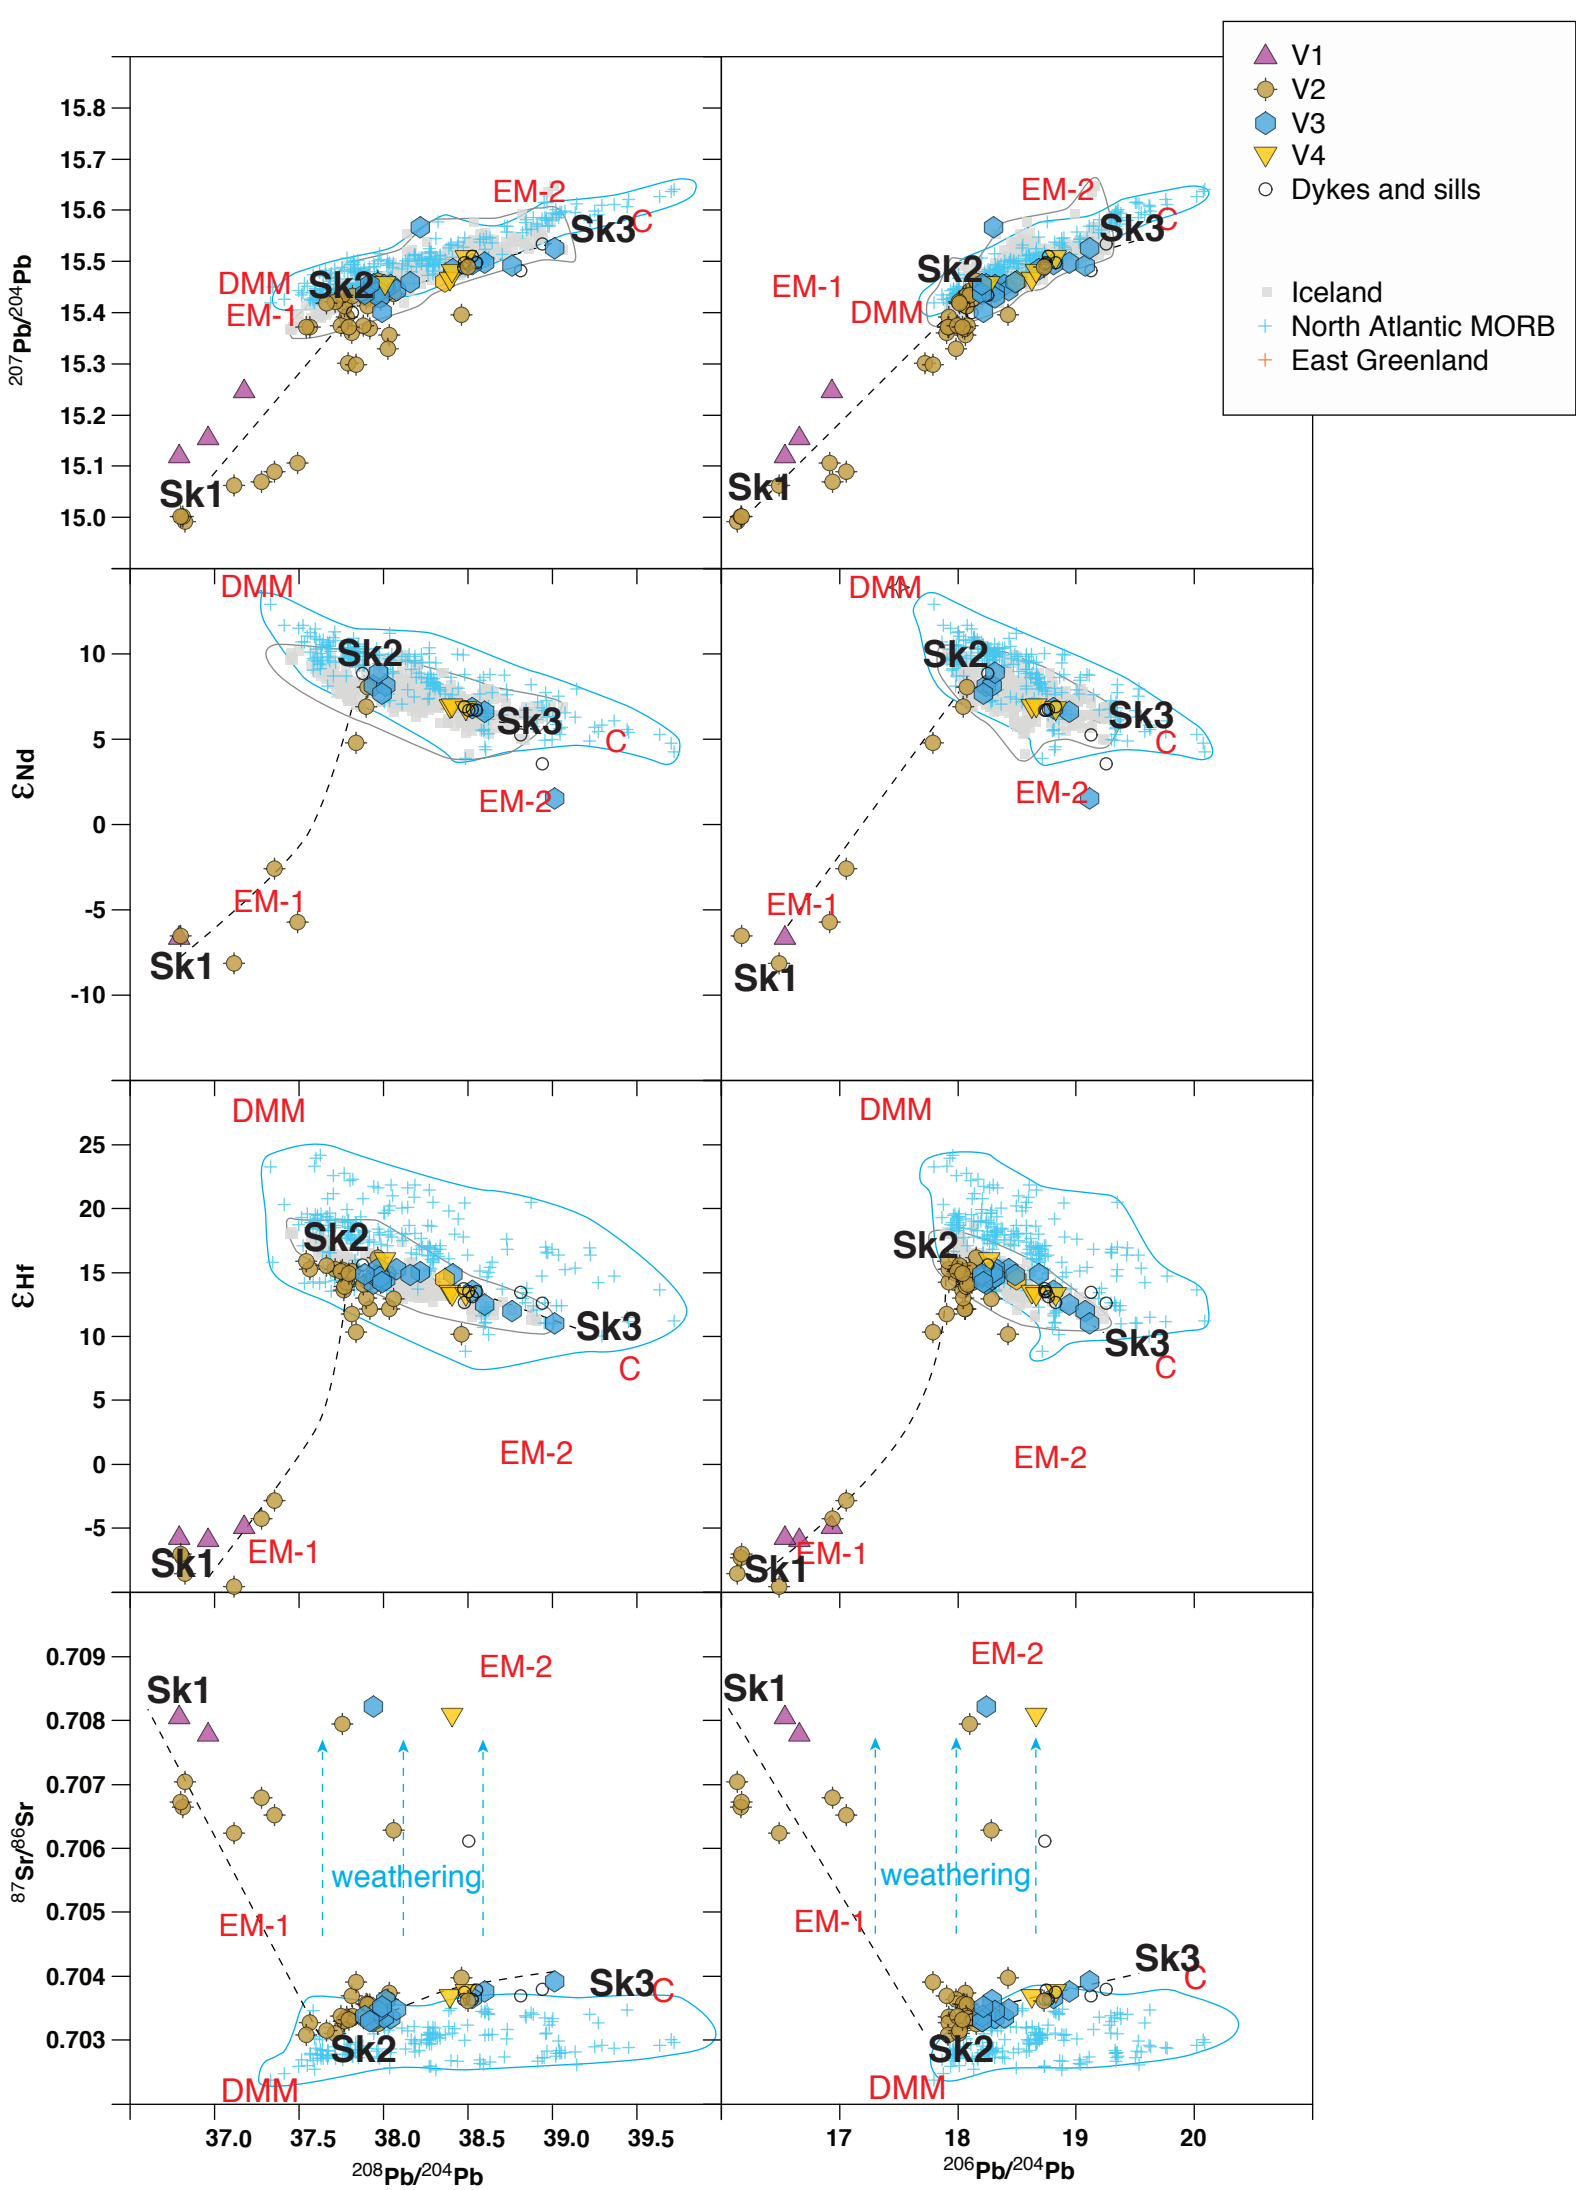 V1
V2
V3
V4
Dykes and sills
Iceland
North Atlantic MORB
East Greenland
15.8
15.7
15.6
15.5
15.4
15.3
15.2
15.1
15.0
207Pb/204Pb
EM-2
Sk3
C
DMM
Sk2
EM-1
Sk1
EM-2
Sk3
C
Sk2
EM-1
DMM
Sk1
10
5
0
-5
-10
εNd
DMM
Sk2
Sk3
C
EM-2
EM-1
Sk1
DMM
Sk2
Sk3
C
EM-2
EM-1
Sk1
25
20
15
10
5
0
-5
εHf
DMM
Sk2
Sk3
C
EM-2
EM-1
Sk1
DMM
Sk2
Sk3
C
EM-2
EM-1
Sk1
0.709
0.708
0.707
0.706
0.705
0.704
0.703
87Sr/86Sr
EM-2
Sk1
weathering
EM-1
Sk3
C
Sk2
DMM
EM-2
Sk1
weathering
EM-1
Sk3
C
Sk2
DMM
37.0 37.5 38.0 38.5 39.0 39.5
208Pb/204Pb
17 18 19 20
206Pb/204Pb